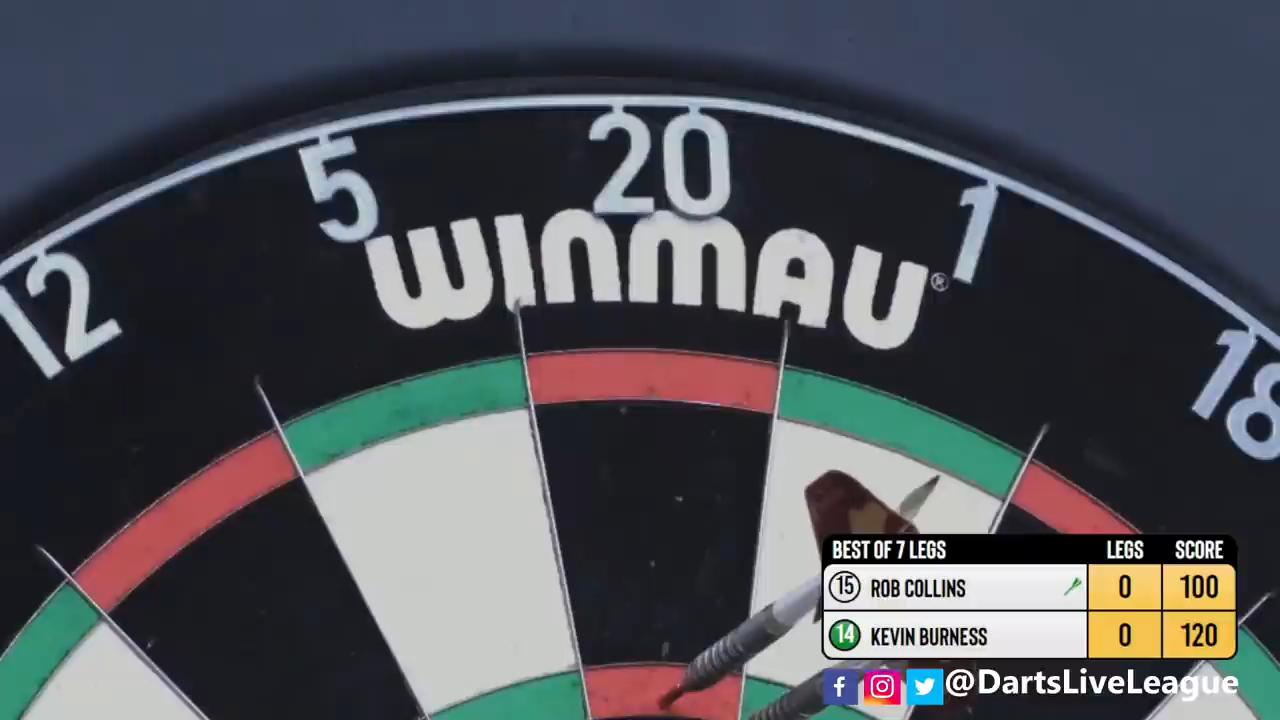 20
5
1
12
18
WINMAU®
BEST OF 7 LEGS LEGS SCORE
15 ROB COLLINS 0 100
14 KEVIN BURNESS 0 120
@DartsLiveLeague